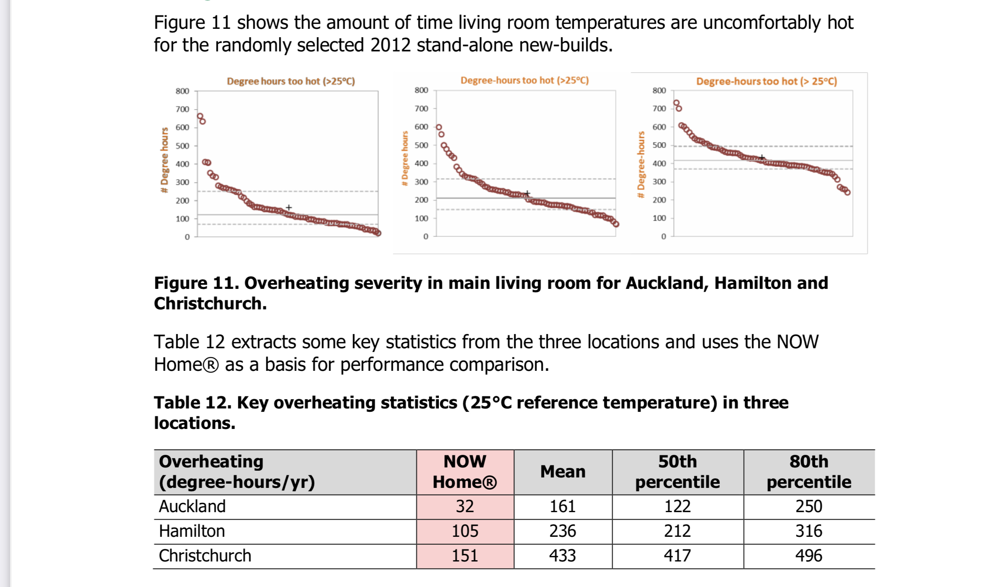 Figure 11 shows the amount of time living room temperatures are uncomfortably hot
for the randomly selected 2012 stand-alone new-builds.
Degree hours too hot (>25°C)
# Degree hours
800
700
600
500
400
300
200
100
0
Degree-hours too hot (>25°C)
# Degree hours
800
700
600
500
400
300
200
100
0
Degree-hours too hot (> 25°C)
# Degree-hours
800
700
600
500
400
300
200
100
0
Figure 11. Overheating severity in main living room for Auckland, Hamilton and
Christchurch.
Table 12 extracts some key statistics from the three locations and uses the NOW
Home® as a basis for performance comparison.
Table 12. Key overheating statistics (25°C reference temperature) in three
locations.
Overheating (degree-hours/yr) NOW Home® Mean 50th percentile 80th percentile
Auckland 32 161 122 250
Hamilton 105 236 212 316
Christchurch 151 433 417 496